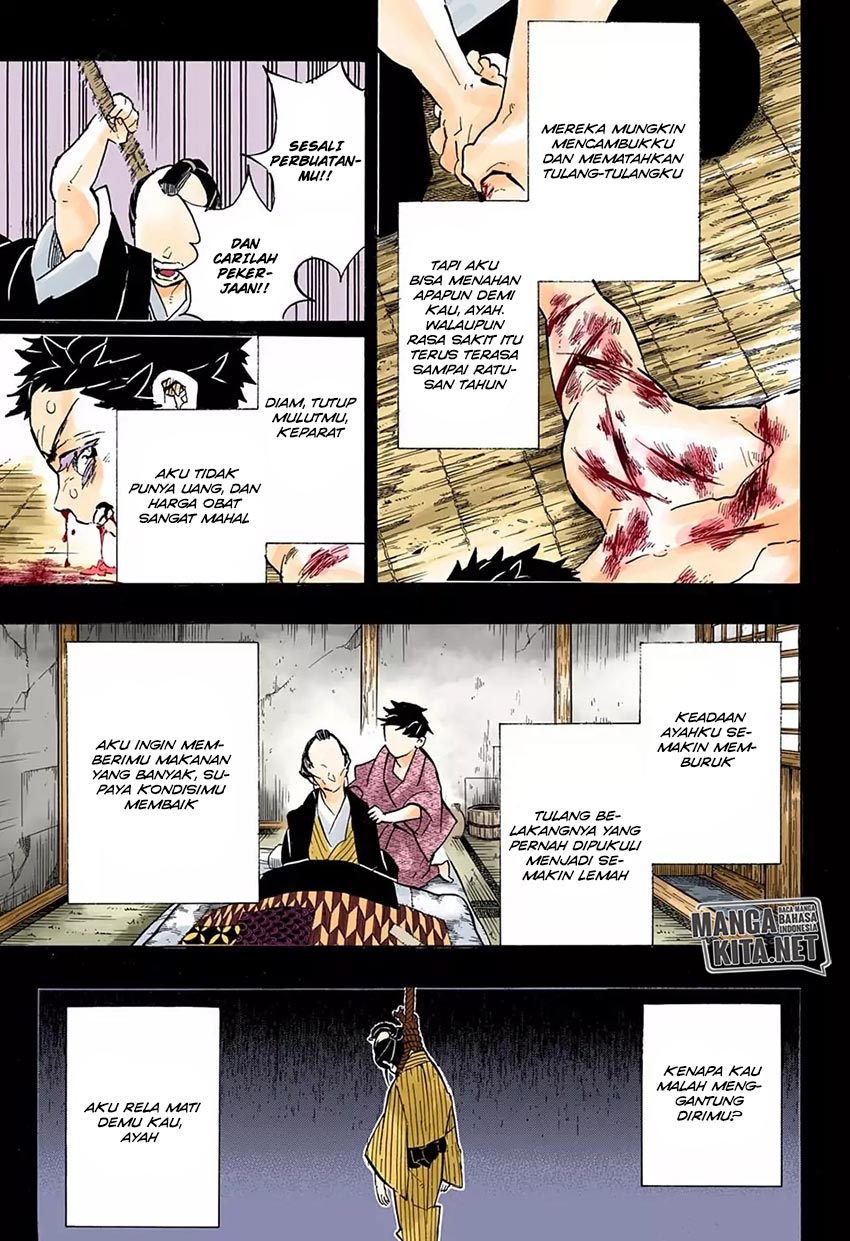 MEREKA MUNGKIN
MENCAMBUKKU
DAN MEMATAHKAN
TULANG-TULANGKU
TAPI AKU
BISA MENAHAN
APAPUN DEMI
KAU, AYAH.
WALAUPUN
RASA SAKIT ITU
TERUS TERASA
SAMPAI RATU-
SAN TAHUN
SESALI
PERBUATAN-
MU!!
DAN
CARILAH
PEKER-
JAAN!!
DIAM, TUTUP
MULUTMU,
KEPARAT
AKU TIDAK
PUNYA UANG, DAN
HARGA OBAT
SANGAT MAHAL
KEADAAN
AYAHKU SE-
MAKIN MEM-
BURUK
TULANG BE-
LAKANGNYA YANG
PERNAH DIPUKULI
MENJADI SE-
MAKIN LEMAH
AKU INGIN MEM-
BERIMU MAKANAN
YANG BANYAK, SU-
PAYA KONDISIMU
MEMBAIK
MANGA
BACA MANGA
BAHASA
INDONESIA
KITA.NET
KENAPA KAU
MALAH MENG-
GANTUNG
DIRIMU?
AKU RELA MATI
DEMU KAU,
AYAH